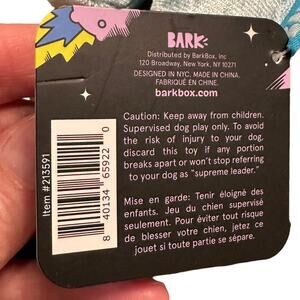 BARK
Distributed by BarkBox, Inc
120 Broadway, New York, NY 10271
DESIGNED IN NYC. MADE IN CHINA.
FABRIQUÉ EN CHINE.
barkbox.com
Caution: Keep away from children.
Supervised dog play only. To avoid
the risk of injury to your dog,
discard this toy if any portion
breaks apart or won't stop referring
to your dog as "supreme leader."
Mise en garde: Tenir éloigné des
enfants. Jeu du chien supervisé
seulement. Pour éviter tout risque
de blesser votre chien, jetez ce
jouet si toute partie se sépare.
Item #213591
8 40134 65922 0